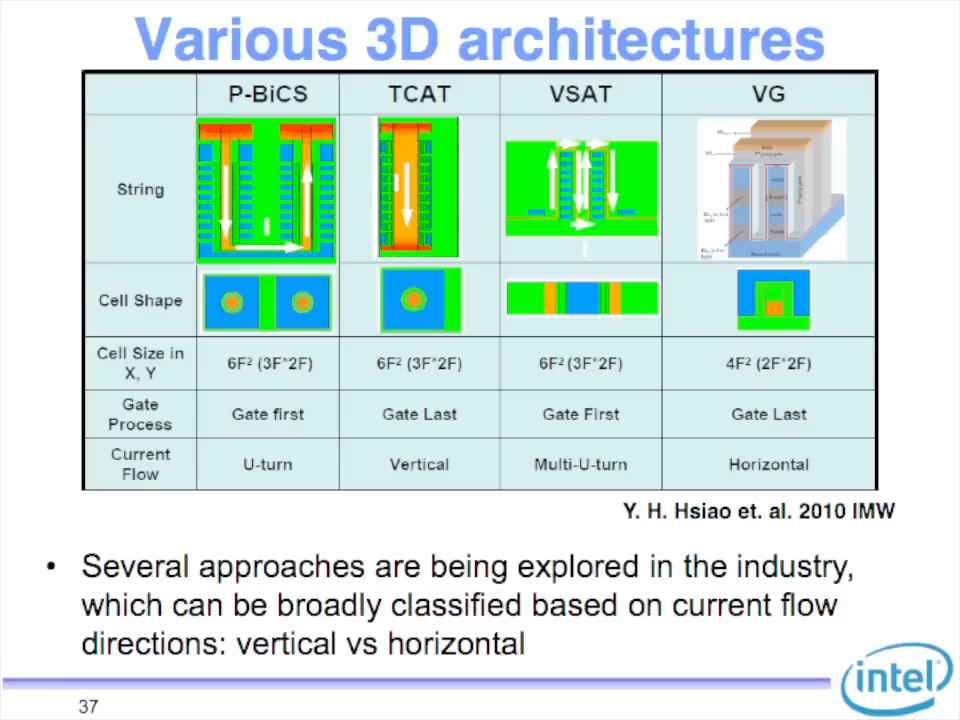 Various 3D architectures
P-BiCS TCAT VSAT VG
String
Cell Shape
Cell Size in
X, Y
6F² (3F*2F) 6F² (3F*2F) 6F² (3F*2F) 4F² (2F*2F)
Gate
Process
Gate first Gate Last Gate First Gate Last
Current
Flow
U-turn Vertical Multi-U-turn Horizontal
Y. H. Hsiao et. al. 2010 IMW
• Several approaches are being explored in the industry,
which can be broadly classified based on current flow
directions: vertical vs horizontal
intel
37